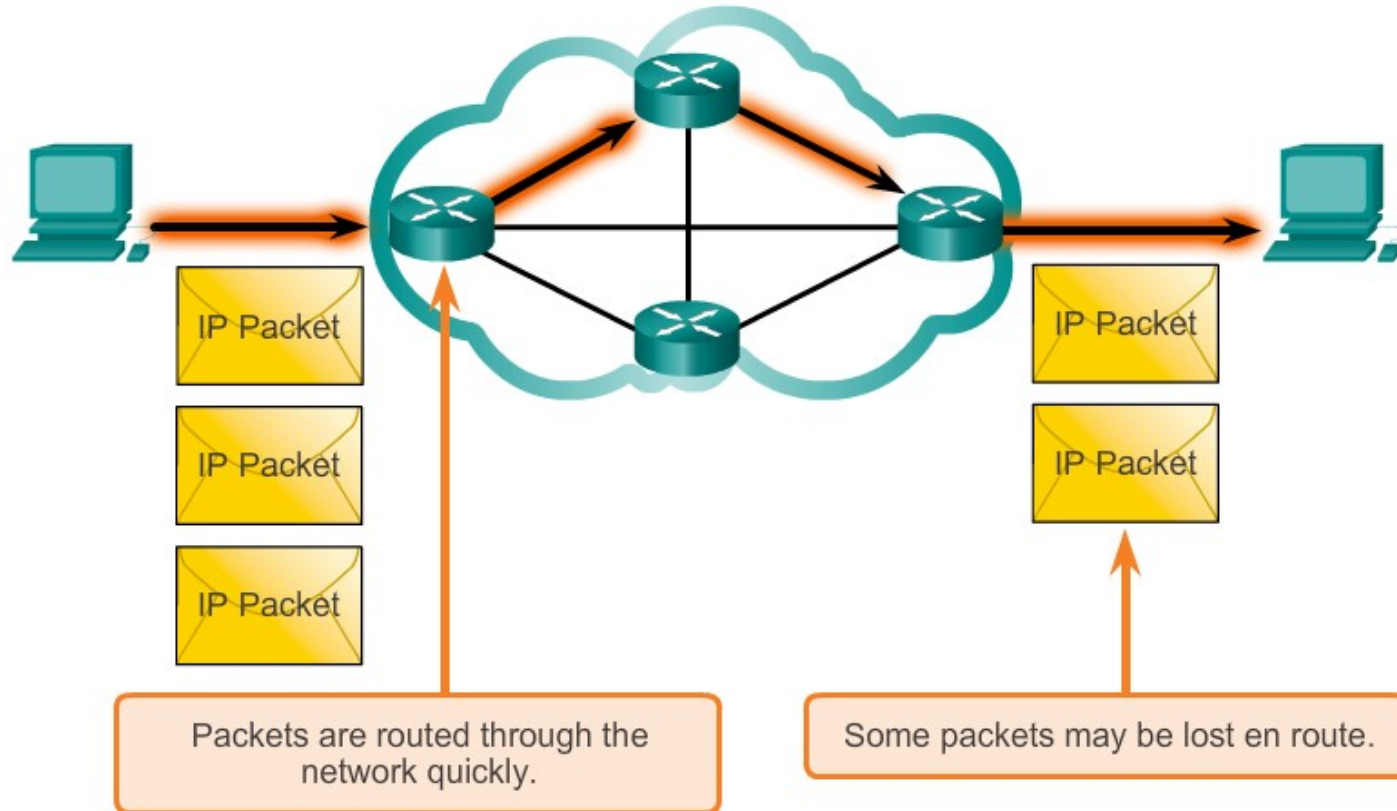 IP Packet
IP Packet
IP Packet
IP Packet
IP Packet
Packets are routed through the
network quickly.
Some packets may be lost en route.